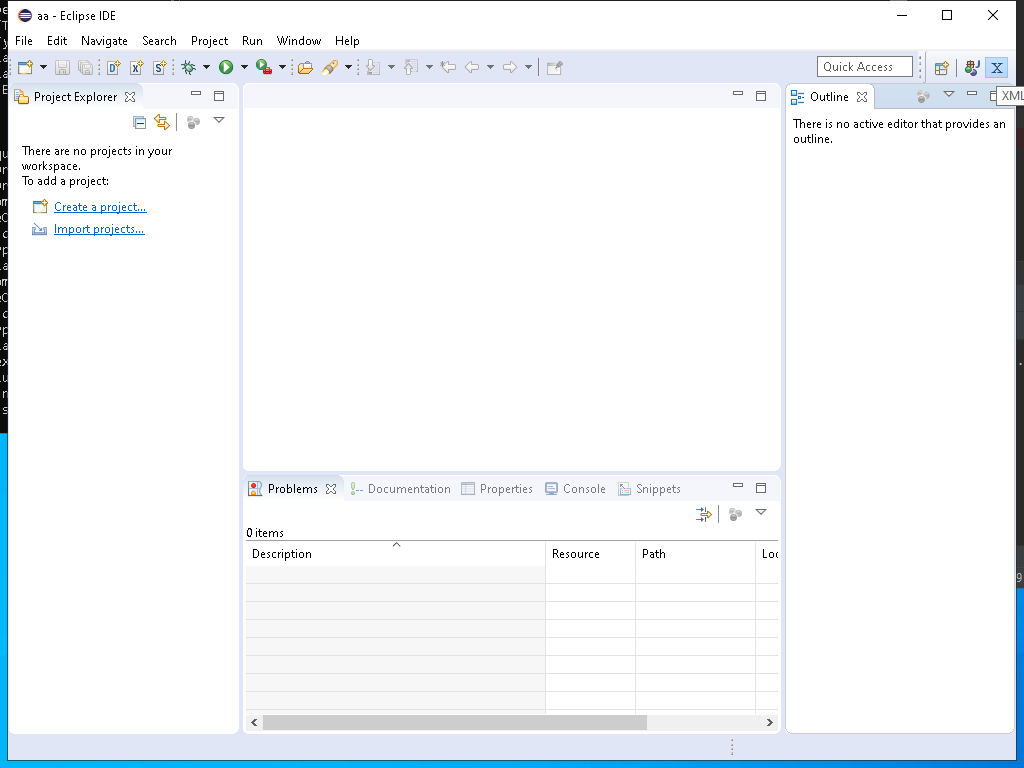 aa - Eclipse IDE
File Edit Navigate Search Project Run Window Help
Quick Access
Project Explorer
Outline
XML
There are no projects in your
workspace.
To add a project:
Create a project...
Import projects...
There is no active editor that provides an
outline.
Problems Documentation Properties Console Snippets
0 items
Description Resource Path Loc